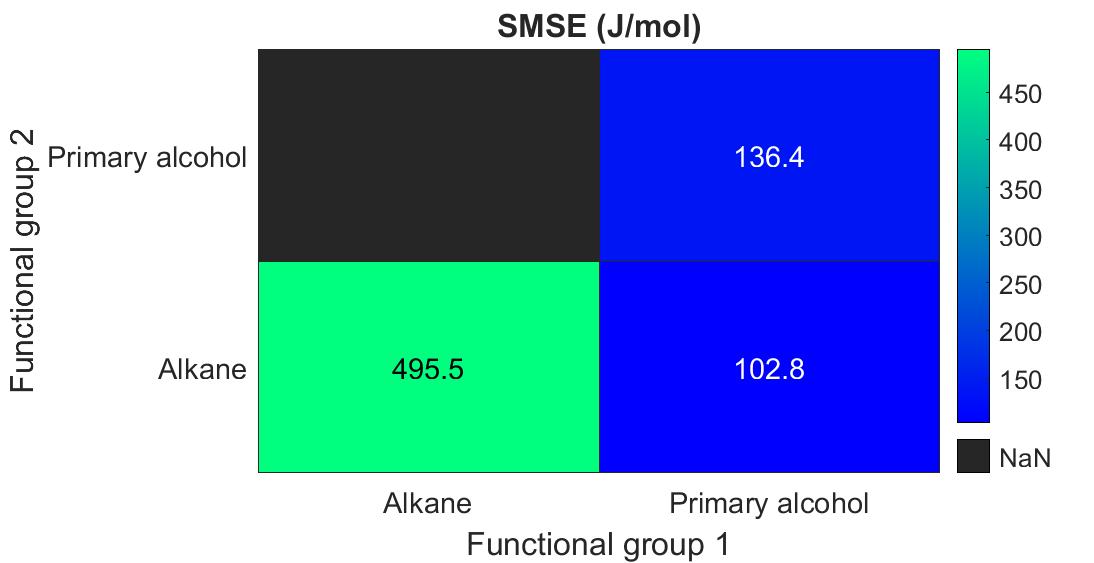 SMSE (J/mol)
Functional group 2
Primary alcohol
Alkane
136.4
495.5
102.8
450
400
350
300
250
200
150
NaN
Alkane
Primary alcohol
Functional group 1